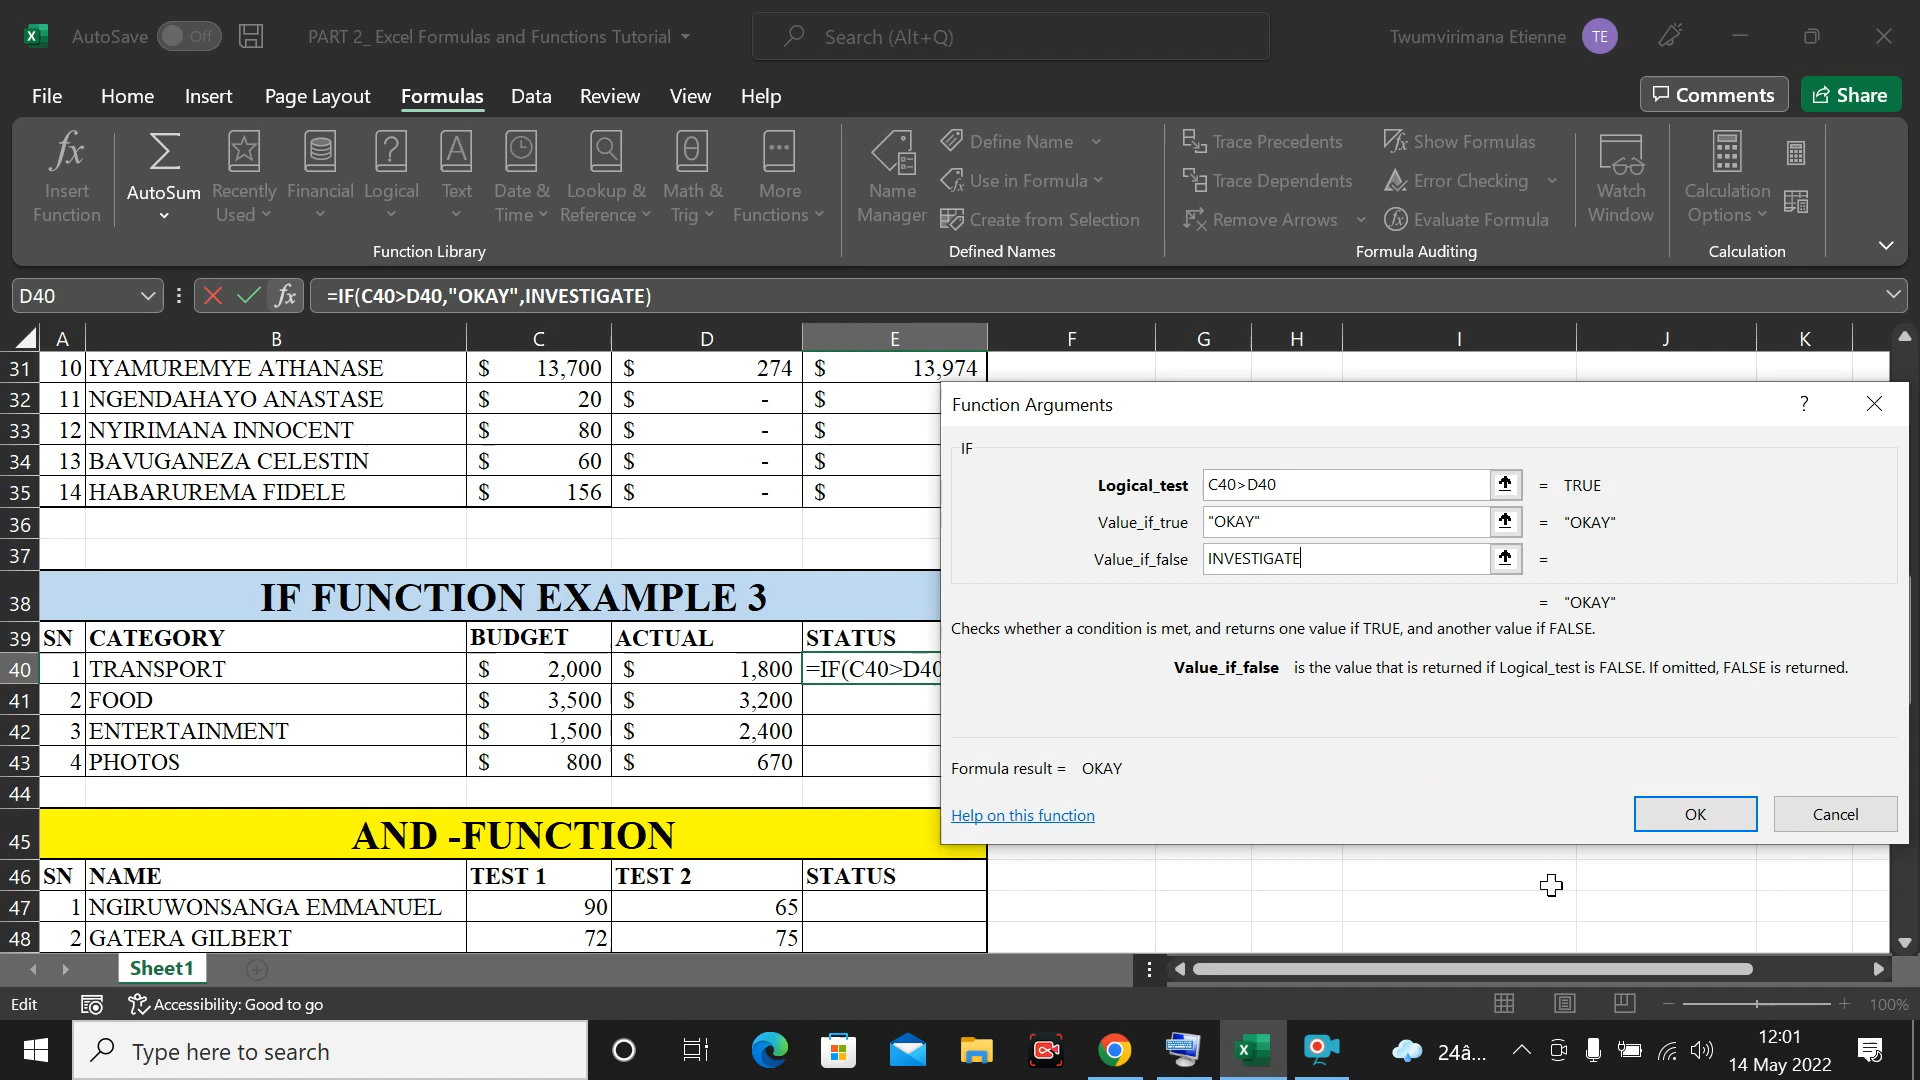 AutoSave Off PART 2_ Excel Formulas and Functions Tutorial Search (Alt+Q) Twumvirimana Etienne TE
File Home Insert Page Layout Formulas Data Review View Help Comments Share
Insert Function AutoSum Recently Used Financial Logical Text Date & Time Lookup & Reference Math & Trig More Functions
Function Library
Name Manager
Define Name
Use in Formula
Create from Selection
Defined Names
Trace Precedents Show Formulas
Trace Dependents Error Checking
Remove Arrows Evaluate Formula
Formula Auditing
Watch Window
Calculation Options
Calculation
D40 fx =IF(C40>D40,"OKAY",INVESTIGATE)
A B C D E F G H I J K
31 10 IYAMUREMYE ATHANASE $ 13,700 $ 274 $ 13,974
32 11 NGENDAHAYO ANASTASE $ 20 $ - $
33 12 NYIRIMANA INNOCENT $ 80 $ - $
34 13 BAVUGANEZA CELESTIN $ 60 $ - $
35 14 HABARUREMA FIDELE $ 156 $ - $
36
37
38 IF FUNCTION EXAMPLE 3
39 SN CATEGORY BUDGET ACTUAL STATUS
40 1 TRANSPORT $ 2,000 $ 1,800 =IF(C40>D40
41 2 FOOD $ 3,500 $ 3,200
42 3 ENTERTAINMENT $ 1,500 $ 2,400
43 4 PHOTOS $ 800 $ 670
44
45 AND -FUNCTION
46 SN NAME TEST 1 TEST 2 STATUS
47 1 NGIRUWONSANGA EMMANUEL 90 65
48 2 GATERA GILBERT 72 75
Function Arguments ?
IF
Logical_test C40>D40 = TRUE
Value_if_true "OKAY" = "OKAY"
Value_if_false INVESTIGATE =
= "OKAY"
Checks whether a condition is met, and returns one value if TRUE, and another value if FALSE.
Value_if_false is the value that is returned if Logical_test is FALSE. If omitted, FALSE is returned.
Formula result = OKAY
Help on this function OK Cancel
Sheet1
Edit Accessibility: Good to go 100%
Type here to search 24â... 12:01
14 May 2022